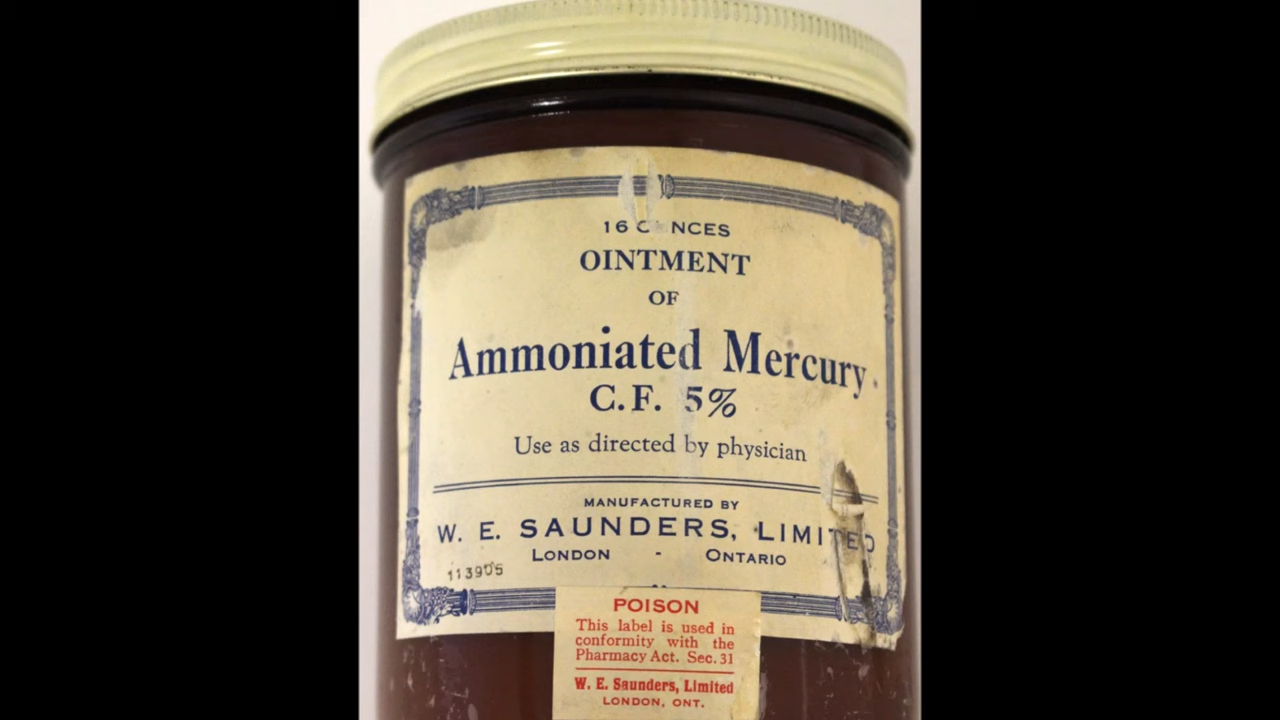 16 OUNCES
OINTMENT
OF
Ammoniated Mercury
C.F. 5%
Use as directed by physician
MANUFACTURED BY
W. E. SAUNDERS, LIMITED
LONDON - ONTARIO
113905
POISON
This label is used in
conformity with the
Pharmacy Act. Sec. 31
W. E. Saunders, Limited
LONDON, ONT.